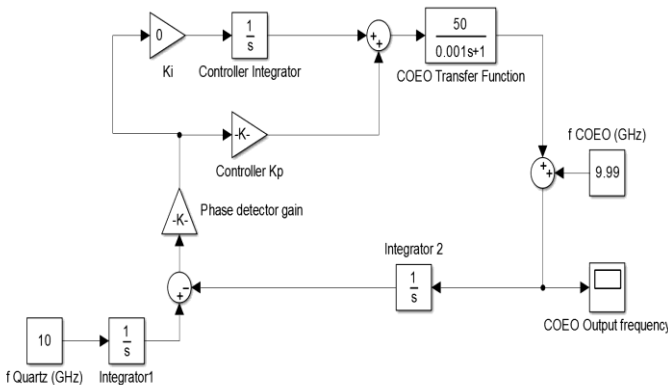 0
Ki
1
s
Controller Integrator
+
+
50
0.001s+1
COEO Transfer Function
-K-
Controller Kp
f COEO (GHz)
9.99
+
+
-K-
Phase detector gain
Integrator 2
1
s
+
-
COEO Output frequency
10
f Quartz (GHz)
1
s
Integrator1